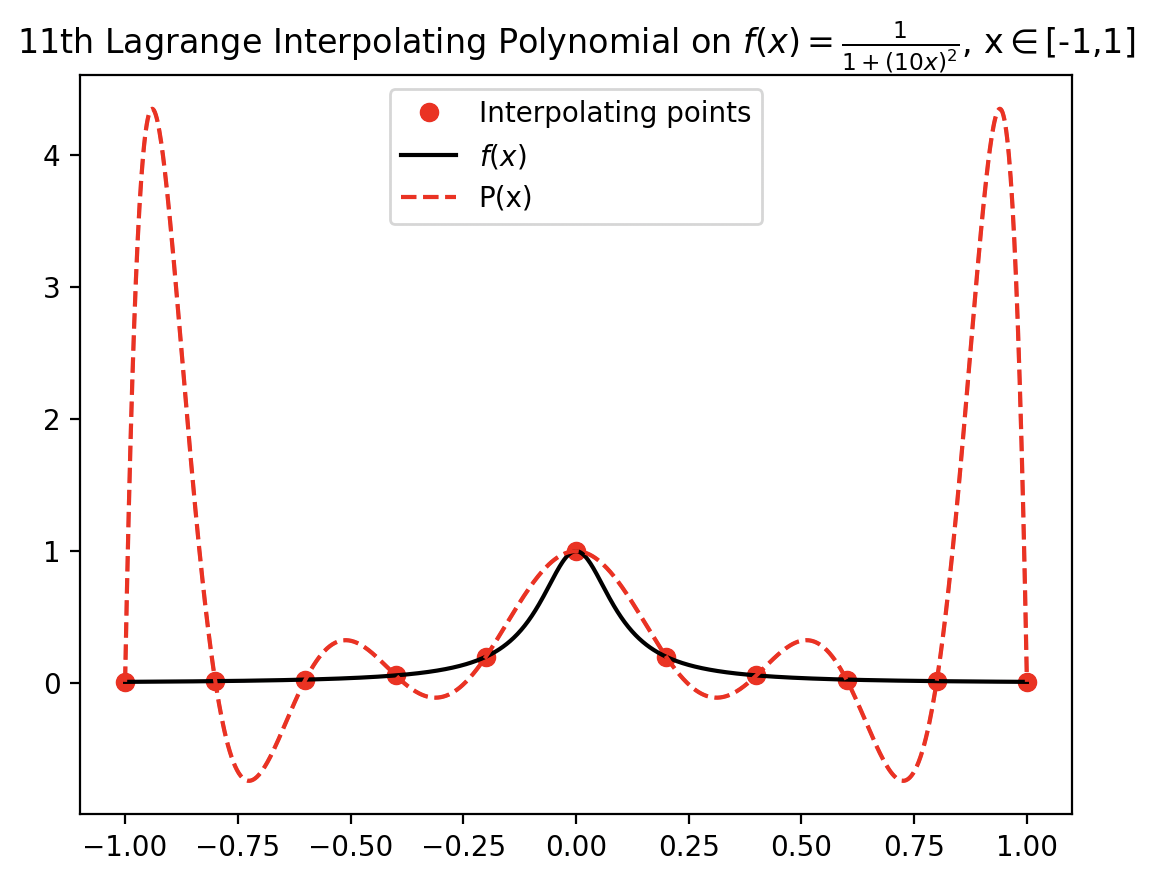 11th Lagrange Interpolating Polynomial on $f(x) = \frac{1}{1+(10x)^2}$, x∈[-1,1]
Interpolating points
f(x)
P(x)
4
3
2
1
0
−1.00 −0.75 −0.50 −0.25 0.00 0.25 0.50 0.75 1.00